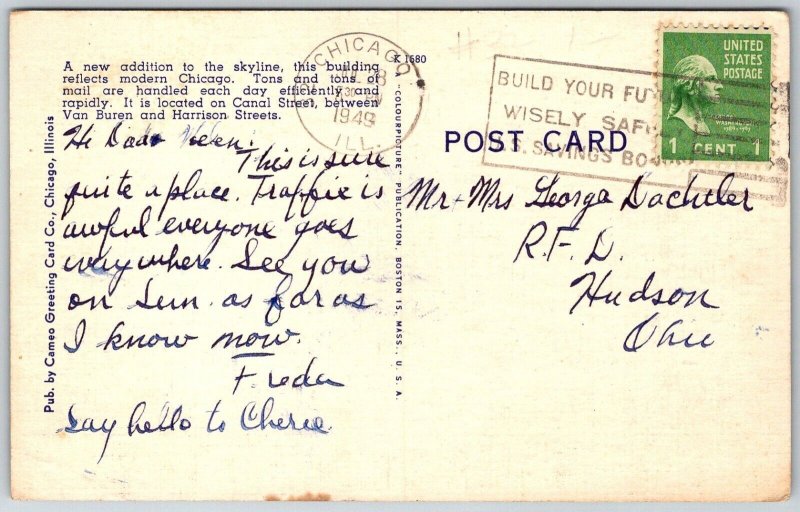 A new addition to the skyline, this building
reflects modern Chicago. Tons and tons of
mail are handled each day efficiently and
rapidly. It is located on Canal Street, between
Van Buren and Harrison Streets.
K 1680
Pub. by Cameo Greeting Card Co., Chicago, Illinois
"COLOURPICTURE" PUBLICATION, BOSTON 15, MASS., U. S. A.
CHICAGO
1949
ILL.
BUILD YOUR FUT
WISELY SAF
U.S. SAVINGS BO
UNITED
STATES
POSTAGE
WASHINGTON
1 CENT 1
POST CARD
Hi
This is sure
quite a place. Traffic is
awful everyone goes
See you
on Sun. as far as
I know now.
Freda
Say hello to Cherie
Mr + Mrs George Dachtler
R.F.D.
Hudson
Ohio